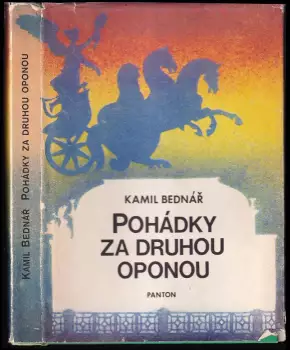 KAMIL BEDNÁŘ POHÁDKY ZA DRUHOU OPONOU
KAMIL BEDNÁŘ
POHÁDKY
ZA DRUHOU
OPONOU
PANTON